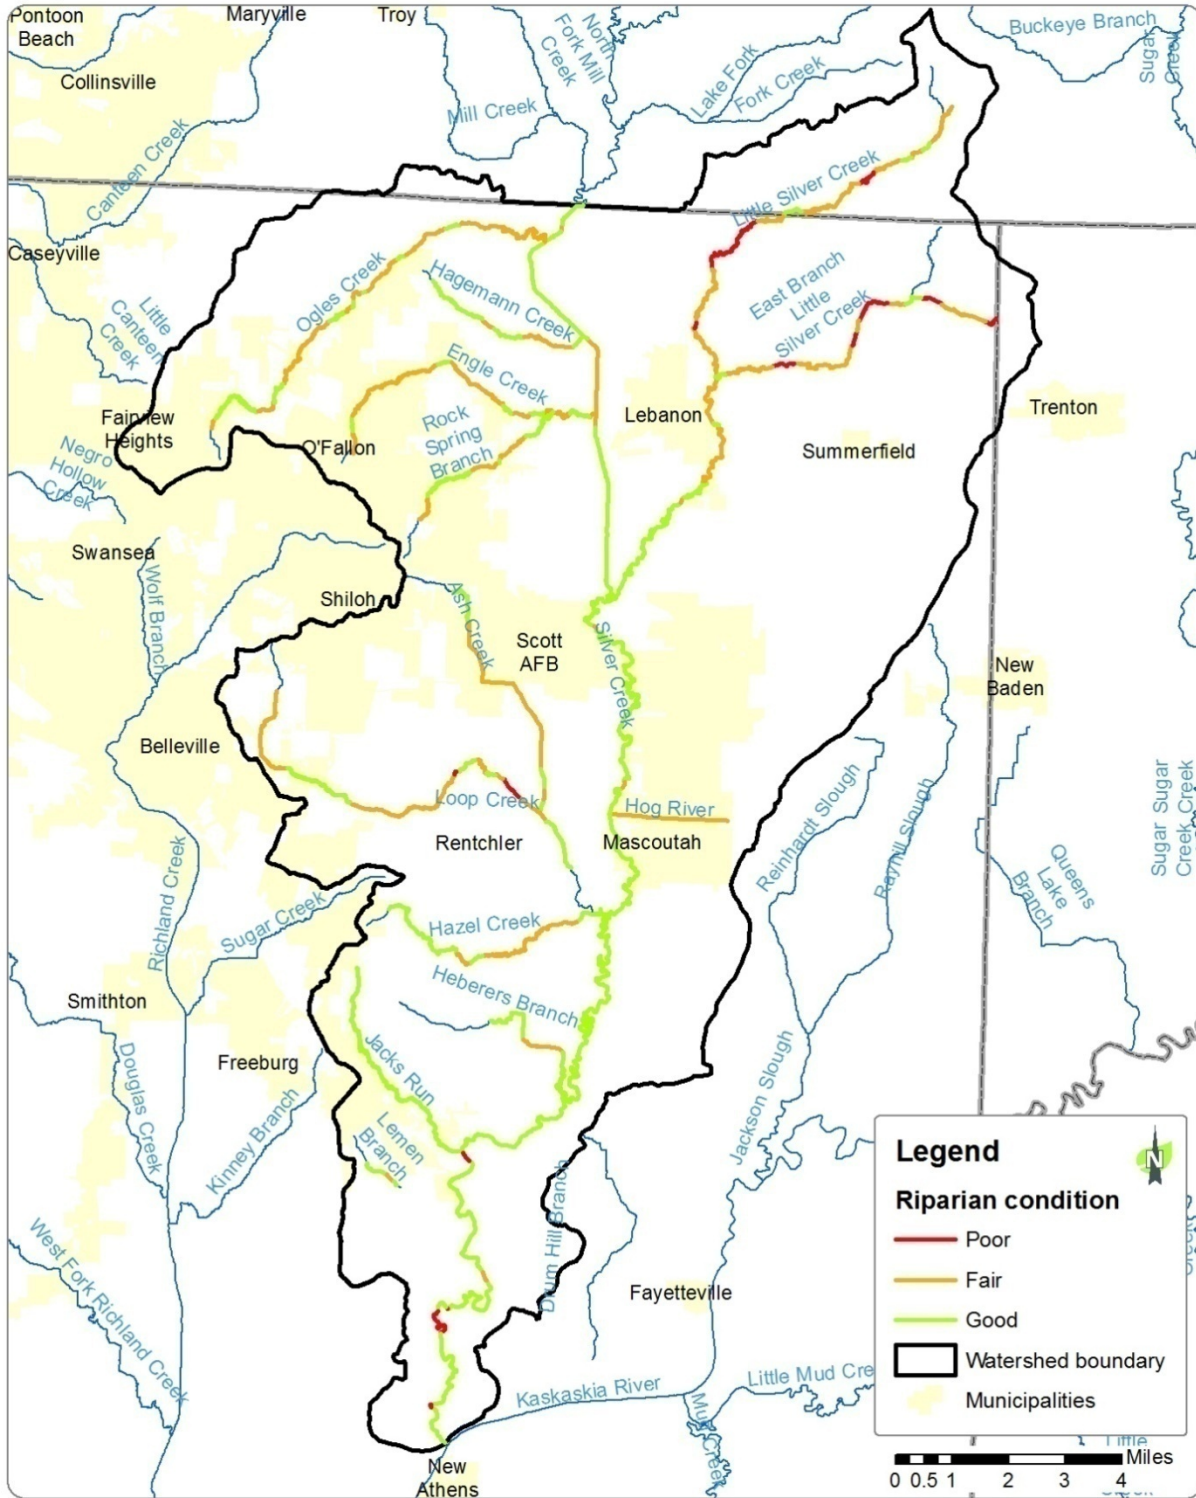 Pontoon
Beach
Maryville
Troy
North
Fork Mill
Creek
Buckeye Branch
Sugar
Creek
Collinsville
Lake Fork
Fork Creek
Mill Creek
Canteen Creek
Little Silver Creek
Caseyville
Ogles Creek
Hagemann Creek
East Branch
Little
Silver Creek
Little
Canteen
Creek
Engle Creek
Fairview
Heights
O'Fallon
Rock
Spring
Branch
Lebanon
Trenton
Summerfield
Negro
Hollow
Creek
Swansea
Wolf Branch
Shiloh
Ash Creek
Scott
AFB
Silver Creek
New
Baden
Belleville
Loop Creek
Hog River
Rentchler
Mascoutah
Reinhardt Slough
Rayhill Slough
Sugar Sugar
Creek Creek
Queens
Lake
Branch
Richland Creek
Sugar Creek
Hazel Creek
Heberers Branch
Smithton
Freeburg
Jacks Run
Douglas Creek
Kinney Branch
Lemen
Branch
Jackson Slough
Drum Hill Branch
West Fork Richland Creek
Fayetteville
Kaskaskia River
Little Mud Cre
Mud Creek
New
Athens
Legend
N
Riparian condition
Poor
Fair
Good
Watershed boundary
Municipalities
Little
Miles
0 0.5 1 2 3 4